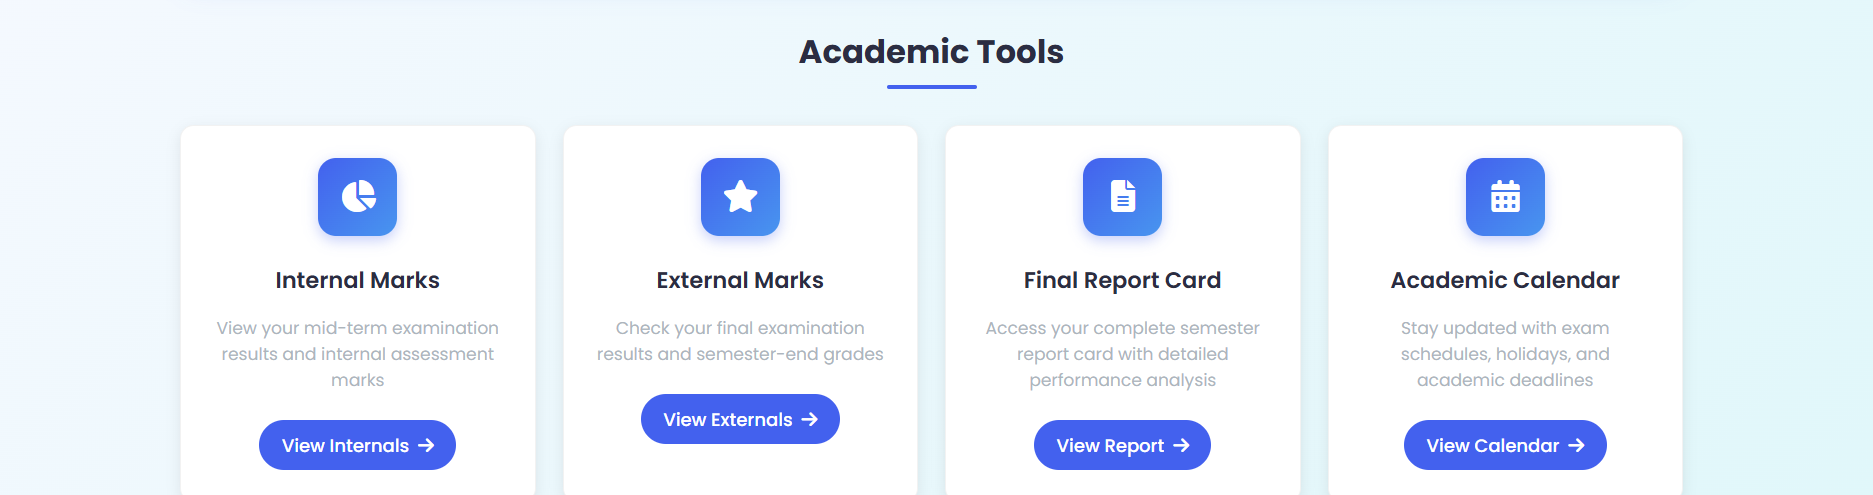 Academic Tools
Internal Marks
View your mid-term examination
results and internal assessment
marks
View Internals
External Marks
Check your final examination
results and semester-end grades
View Externals
Final Report Card
Access your complete semester
report card with detailed
performance analysis
View Report
Academic Calendar
Stay updated with exam
schedules, holidays, and
academic deadlines
View Calendar